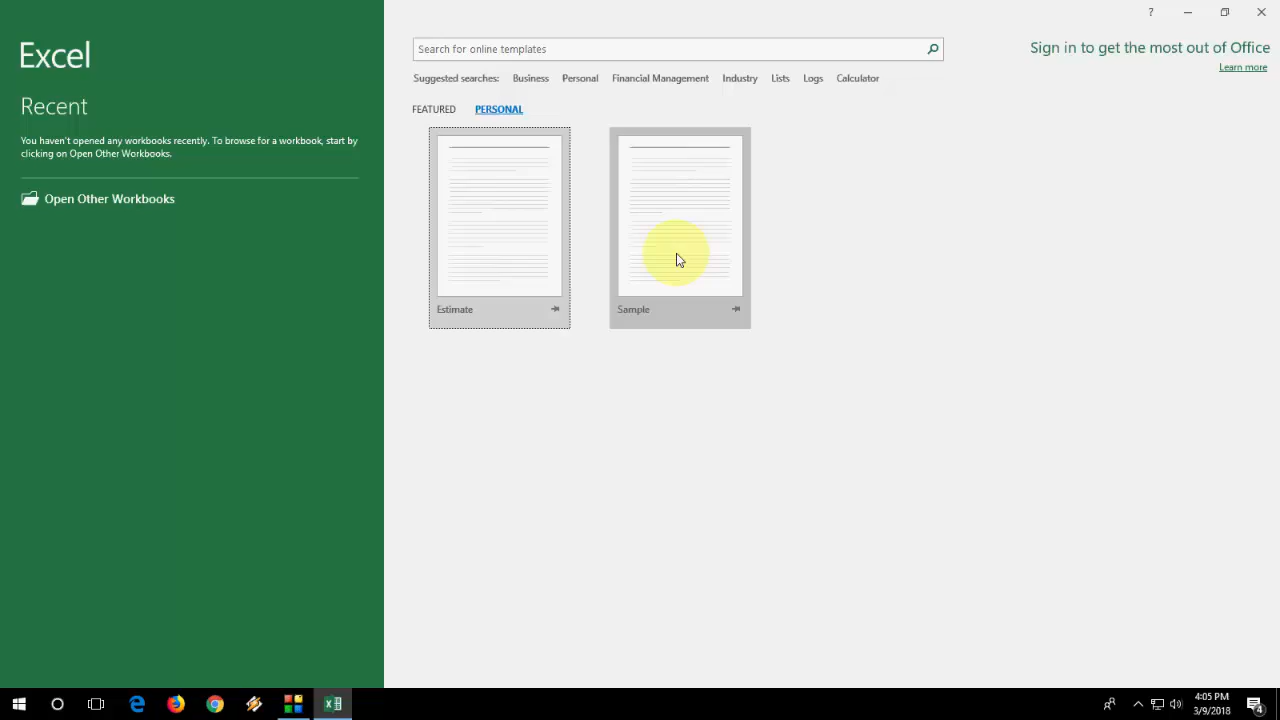 Excel
Recent
You haven't opened any workbooks recently. To browse for a workbook, start by
clicking on Open Other Workbooks.
Open Other Workbooks
?
Search for online templates
Sign in to get the most out of Office
Learn more
Suggested searches: Business Personal Financial Management Industry Lists Logs Calculator
FEATURED PERSONAL
Estimate
Sample
4:05 PM
3/9/2018
4